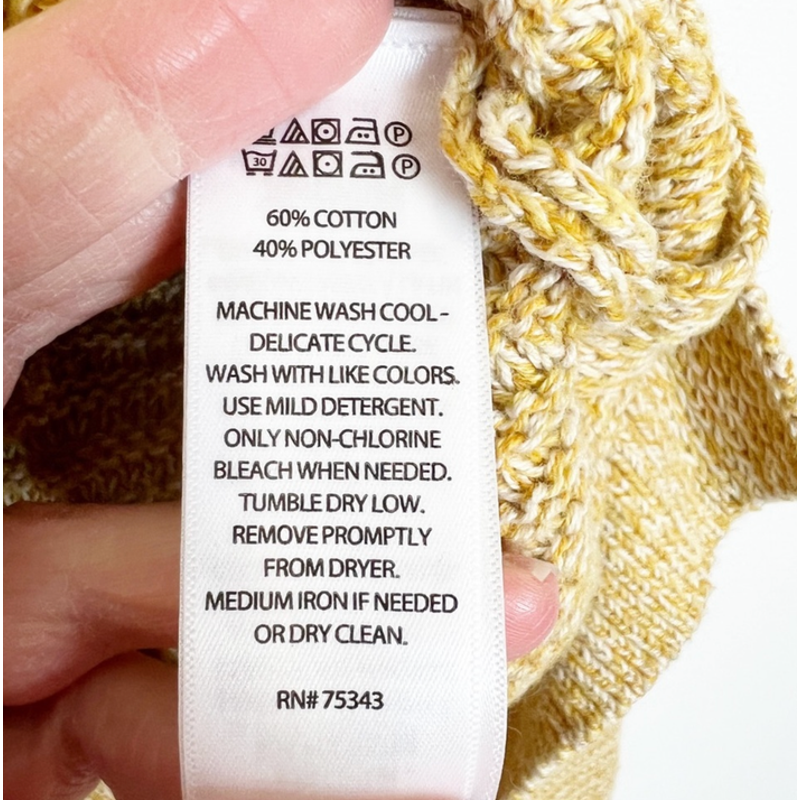 P
30 P
60% COTTON
40% POLYESTER
MACHINE WASH COOL -
DELICATE CYCLE.
WASH WITH LIKE COLORS.
USE MILD DETERGENT.
ONLY NON-CHLORINE
BLEACH WHEN NEEDED.
TUMBLE DRY LOW.
REMOVE PROMPTLY
FROM DRYER.
MEDIUM IRON IF NEEDED
OR DRY CLEAN.
RN# 75343